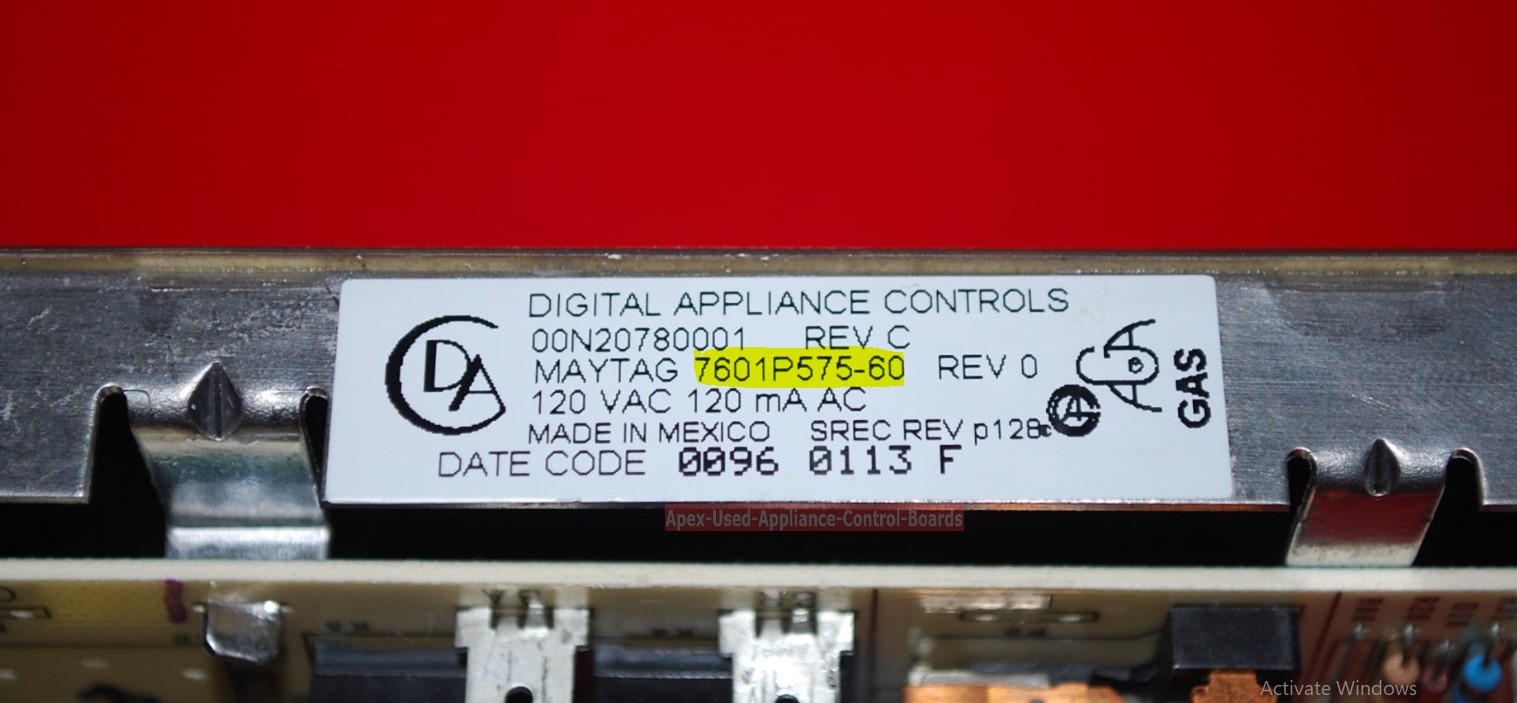 DIGITAL APPLIANCE CONTROLS
00N20780001 REV C
MAYTAG 7601P575-60 REV 0
120 VAC 120 mA AC
MADE IN MEXICO SREC REV p128c
DATE CODE 0096 0113 F
GAS
DA
Apex-Used-Appliance-Control-Boards
Activate Windows